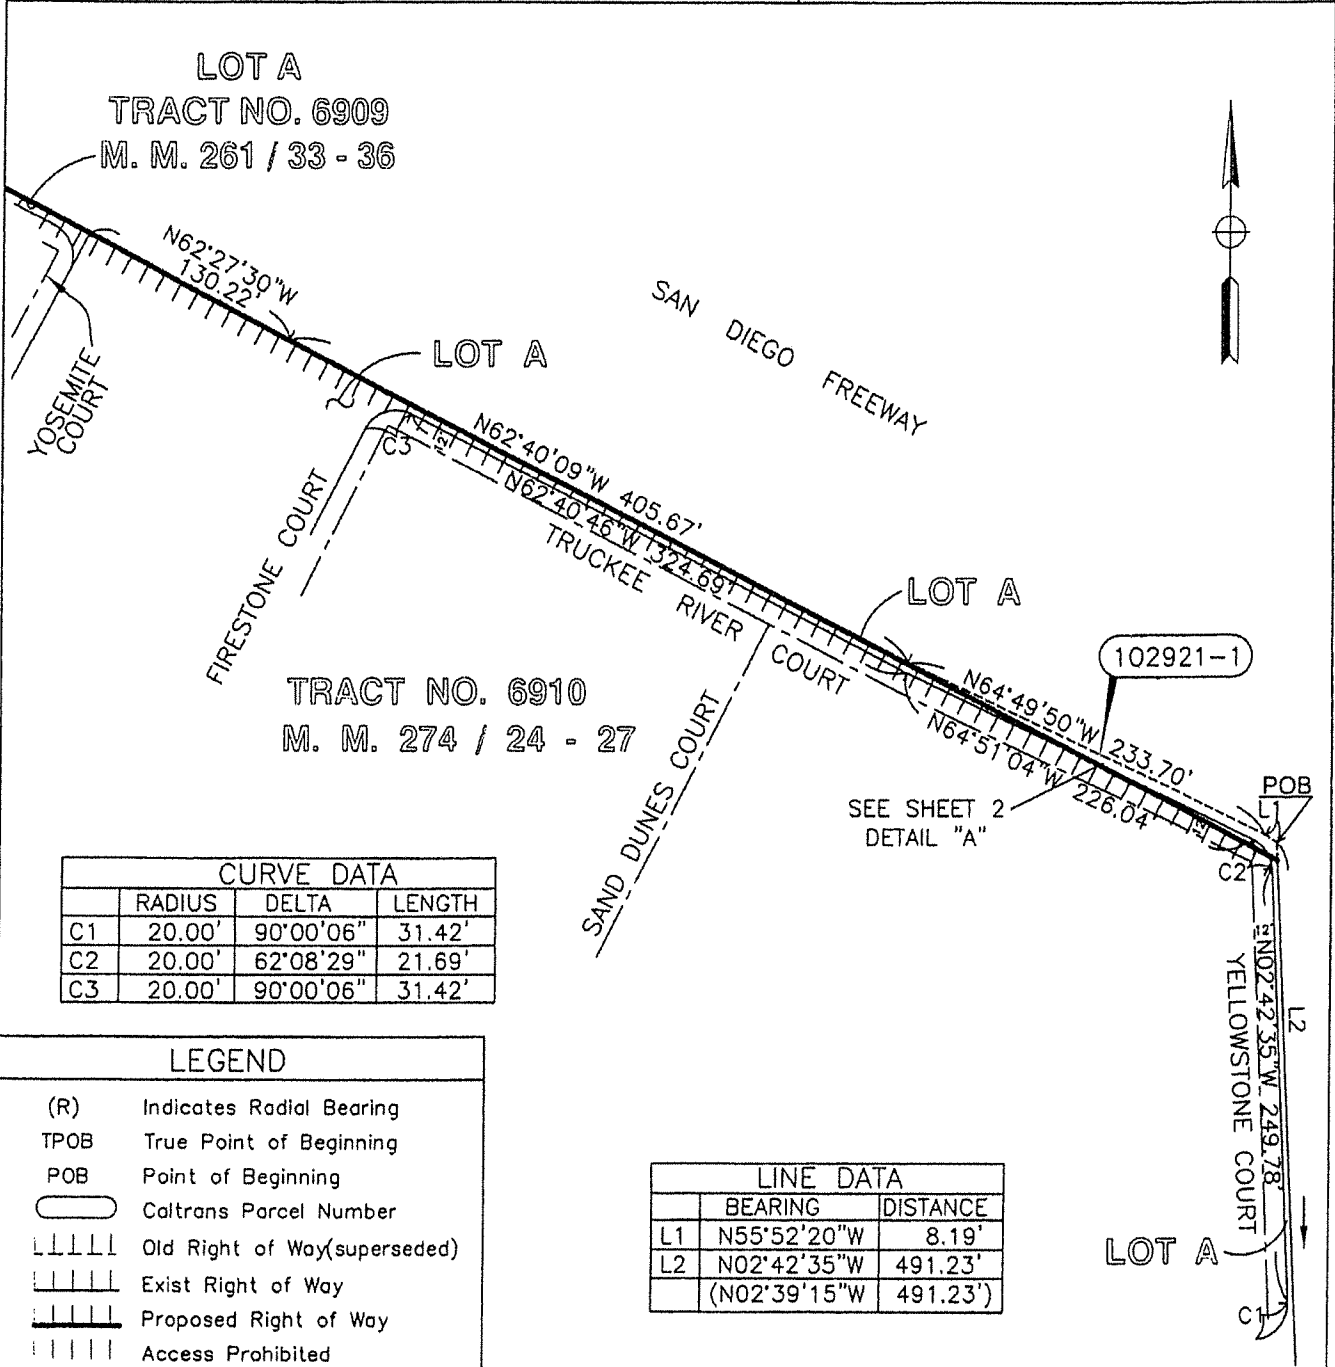 LOT A
TRACT NO. 6909
M. M. 261 / 33 - 36
N62°27'30"W
130.22'
SAN DIEGO FREEWAY
LOT A
YOSEMITE
COURT
C3
12'
N62°40'09"W 405.67'
N62°40'46"W 324.69'
FIRESTONE COURT
TRUCKEE RIVER COURT
LOT A
TRACT NO. 6910
M. M. 274 / 24 - 27
102921-1
N64°49'50"W 233.70'
N64°51'04"W 226.04'
SAND DUNES COURT
SEE SHEET 2
DETAIL "A"
POB
L1
12'
C2
CURVE DATA
RADIUS DELTA LENGTH
C1 20.00' 90°00'06" 31.42'
C2 20.00' 62°08'29" 21.69'
C3 20.00' 90°00'06" 31.42'
12'
N02°42'35"W 249.78'
L2
YELLOWSTONE COURT
LEGEND
(R) Indicates Radial Bearing
TPOB True Point of Beginning
POB Point of Beginning
Caltrans Parcel Number
Old Right of Way(superseded)
Exist Right of Way
Proposed Right of Way
Access Prohibited
LINE DATA
BEARING DISTANCE
L1 N55°52'20"W 8.19'
L2 N02°42'35"W 491.23'
(N02°39'15"W 491.23')
LOT A
C1